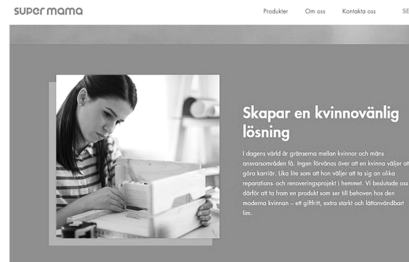 super mama
Produkter Om oss Kontakta oss SE
Skapar en kvinnovänlig
lösning
I dagens värld är gränserna mellan kvinnor och mäns
ansvarsområden få. Ingen förvånas över att en kvinna väljer att
göra karriär. Lika lite som att hon väljer att ta sig an olika
reparations- och renoveringsprojekt i hemmet. Vi beslutade oss
därför att ta fram en produkt som ser till behoven hos den
moderna kvinnan – ett giftfritt, extra starkt och lättanvändbart
lim.